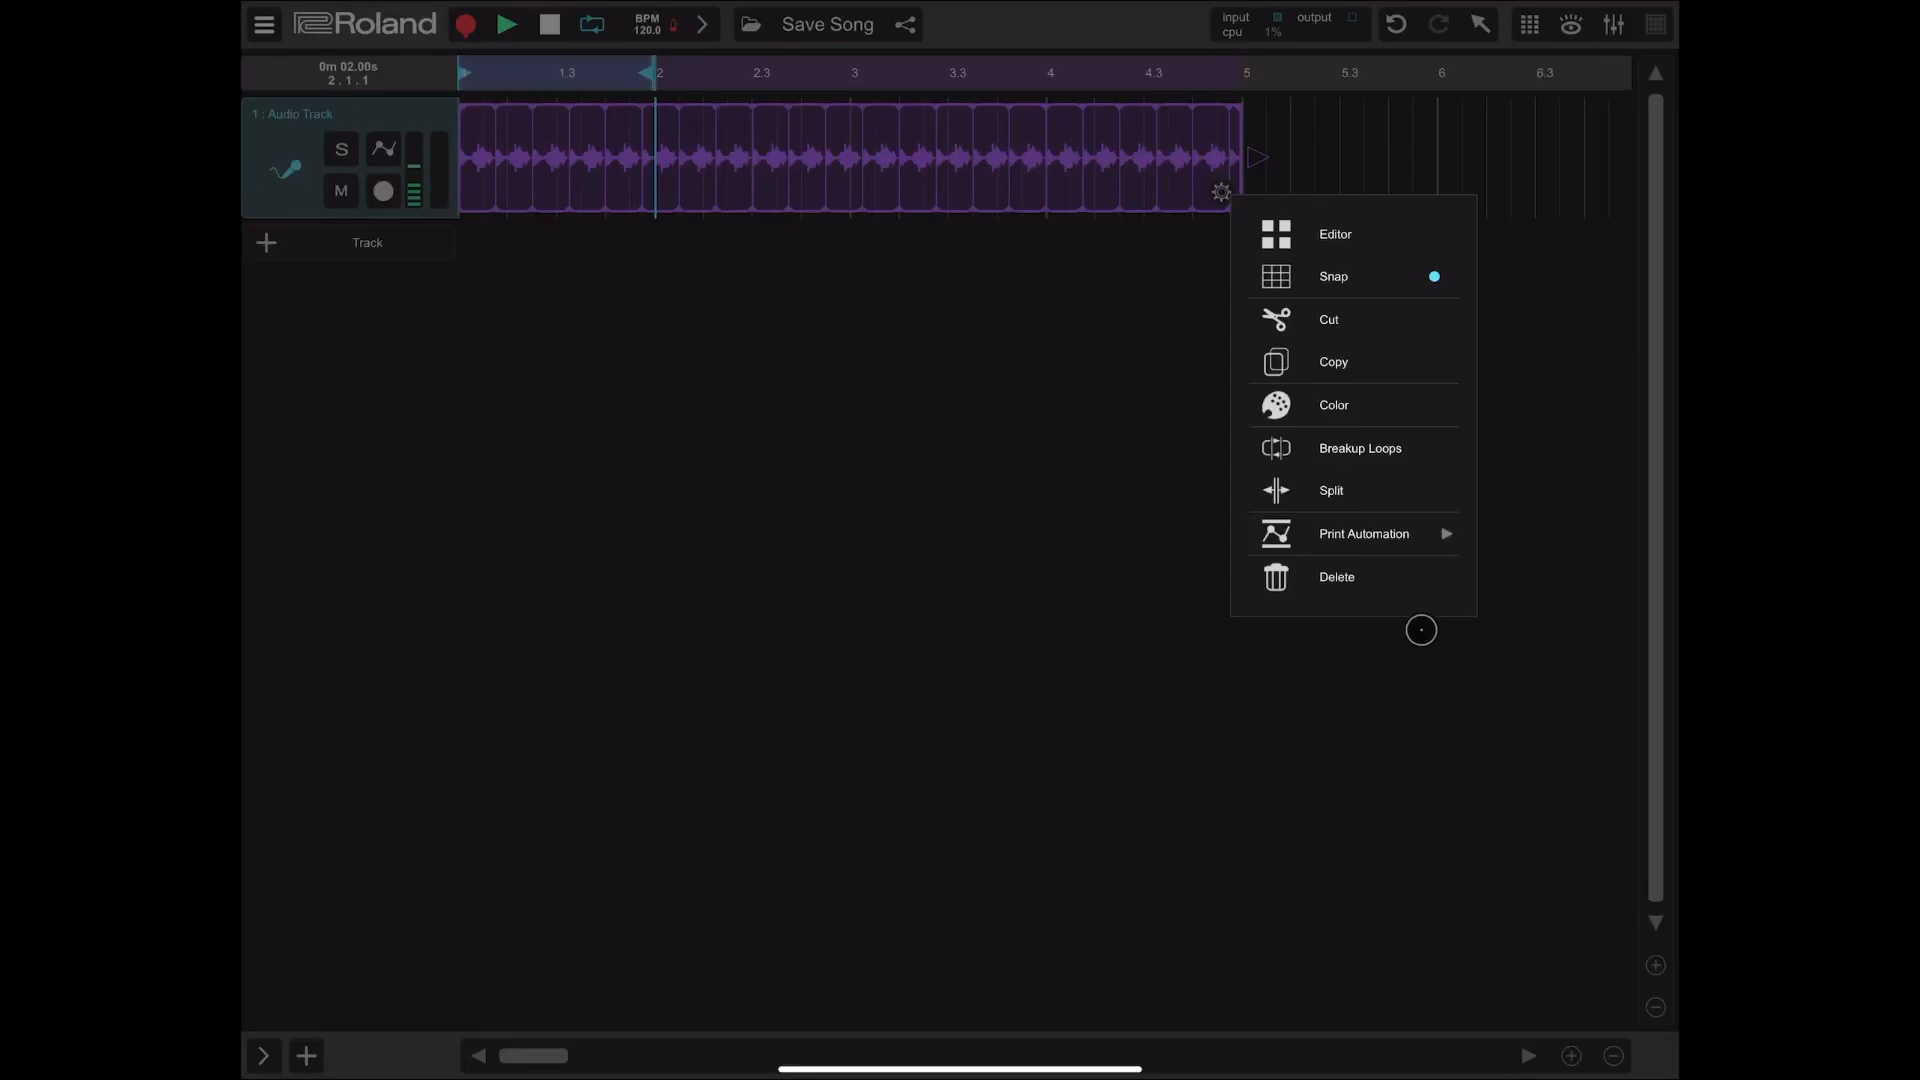 Roland
BPM
120.0
Save Song
input
output
cpu
1%
0m 02.00s
2 . 1 . 1
1.3
2
2.3
3
3.3
4
4.3
5
5.3
6
6.3
1 : Audio Track
S
M
Track
Editor
Snap
Cut
Copy
Color
Breakup Loops
Split
Print Automation
Delete